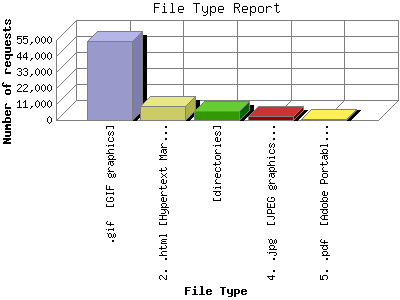 File Type Report
Number of requests
55,000
44,000
33,000
22,000
11,000
0
.gif [GIF graphics]
2. .html [Hypertext Mar...
[directories]
4. .jpg [JPEG graphics...
5. .pdf [Adobe Portabl...
File Type